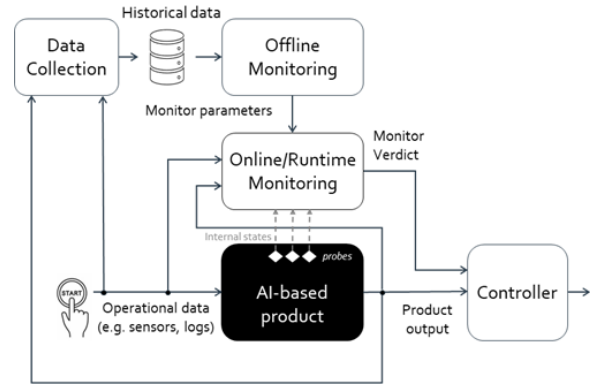 Historical data
Data
Collection
Offline
Monitoring
Monitor parameters
Monitor
Verdict
Online/Runtime
Monitoring
Internal states
probes
START
Operational data
(e.g. sensors, logs)
AI-based
product
Product
output
Controller